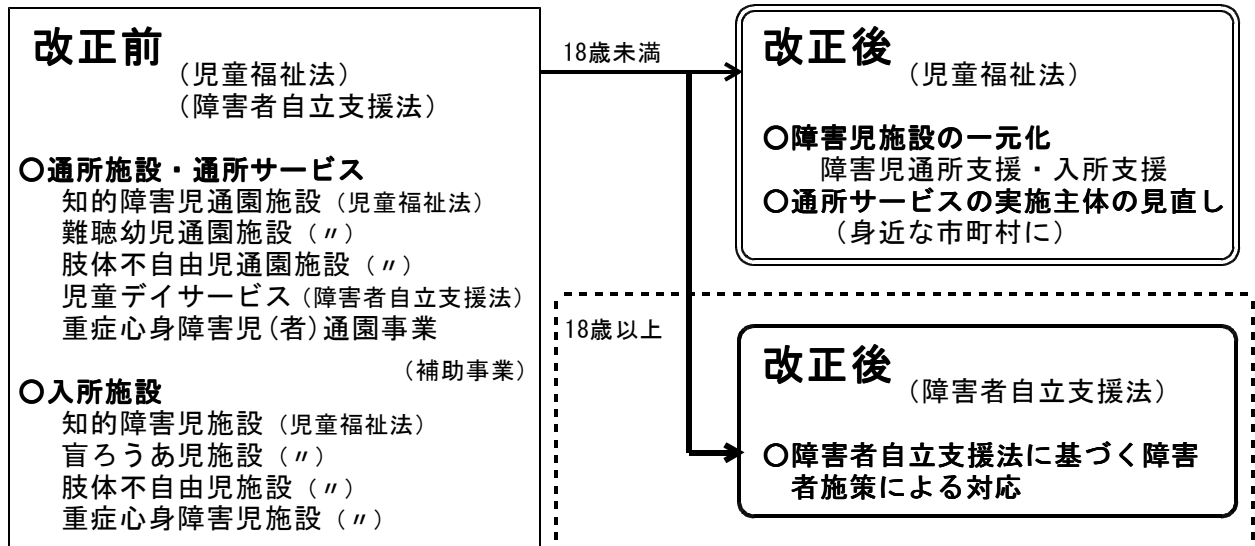 改正前
(児童福祉法)
(障害者自立支援法)
○通所施設・通所サービス
知的障害児通園施設(児童福祉法)
難聴幼児通園施設(〃)
肢体不自由児通園施設(〃)
児童デイサービス(障害者自立支援法)
重症心身障害児(者)通園事業
(補助事業)
○入所施設
知的障害児施設(児童福祉法)
盲ろうあ児施設(〃)
肢体不自由児施設(〃)
重症心身障害児施設(〃)
18歳未満
改正後
(児童福祉法)
○障害児施設の一元化
障害児通所支援・入所支援
○通所サービスの実施主体の見直し
(身近な市町村に)
18歳以上
改正後
(障害者自立支援法)
○障害者自立支援法に基づく障害
者施策による対応